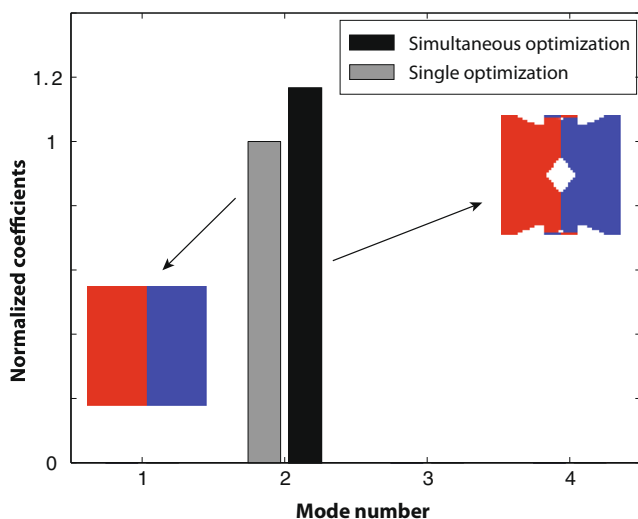 Simultaneous optimization
Single optimization
1.2
1
0
Normalized coefficients
1
2
3
4
Mode number